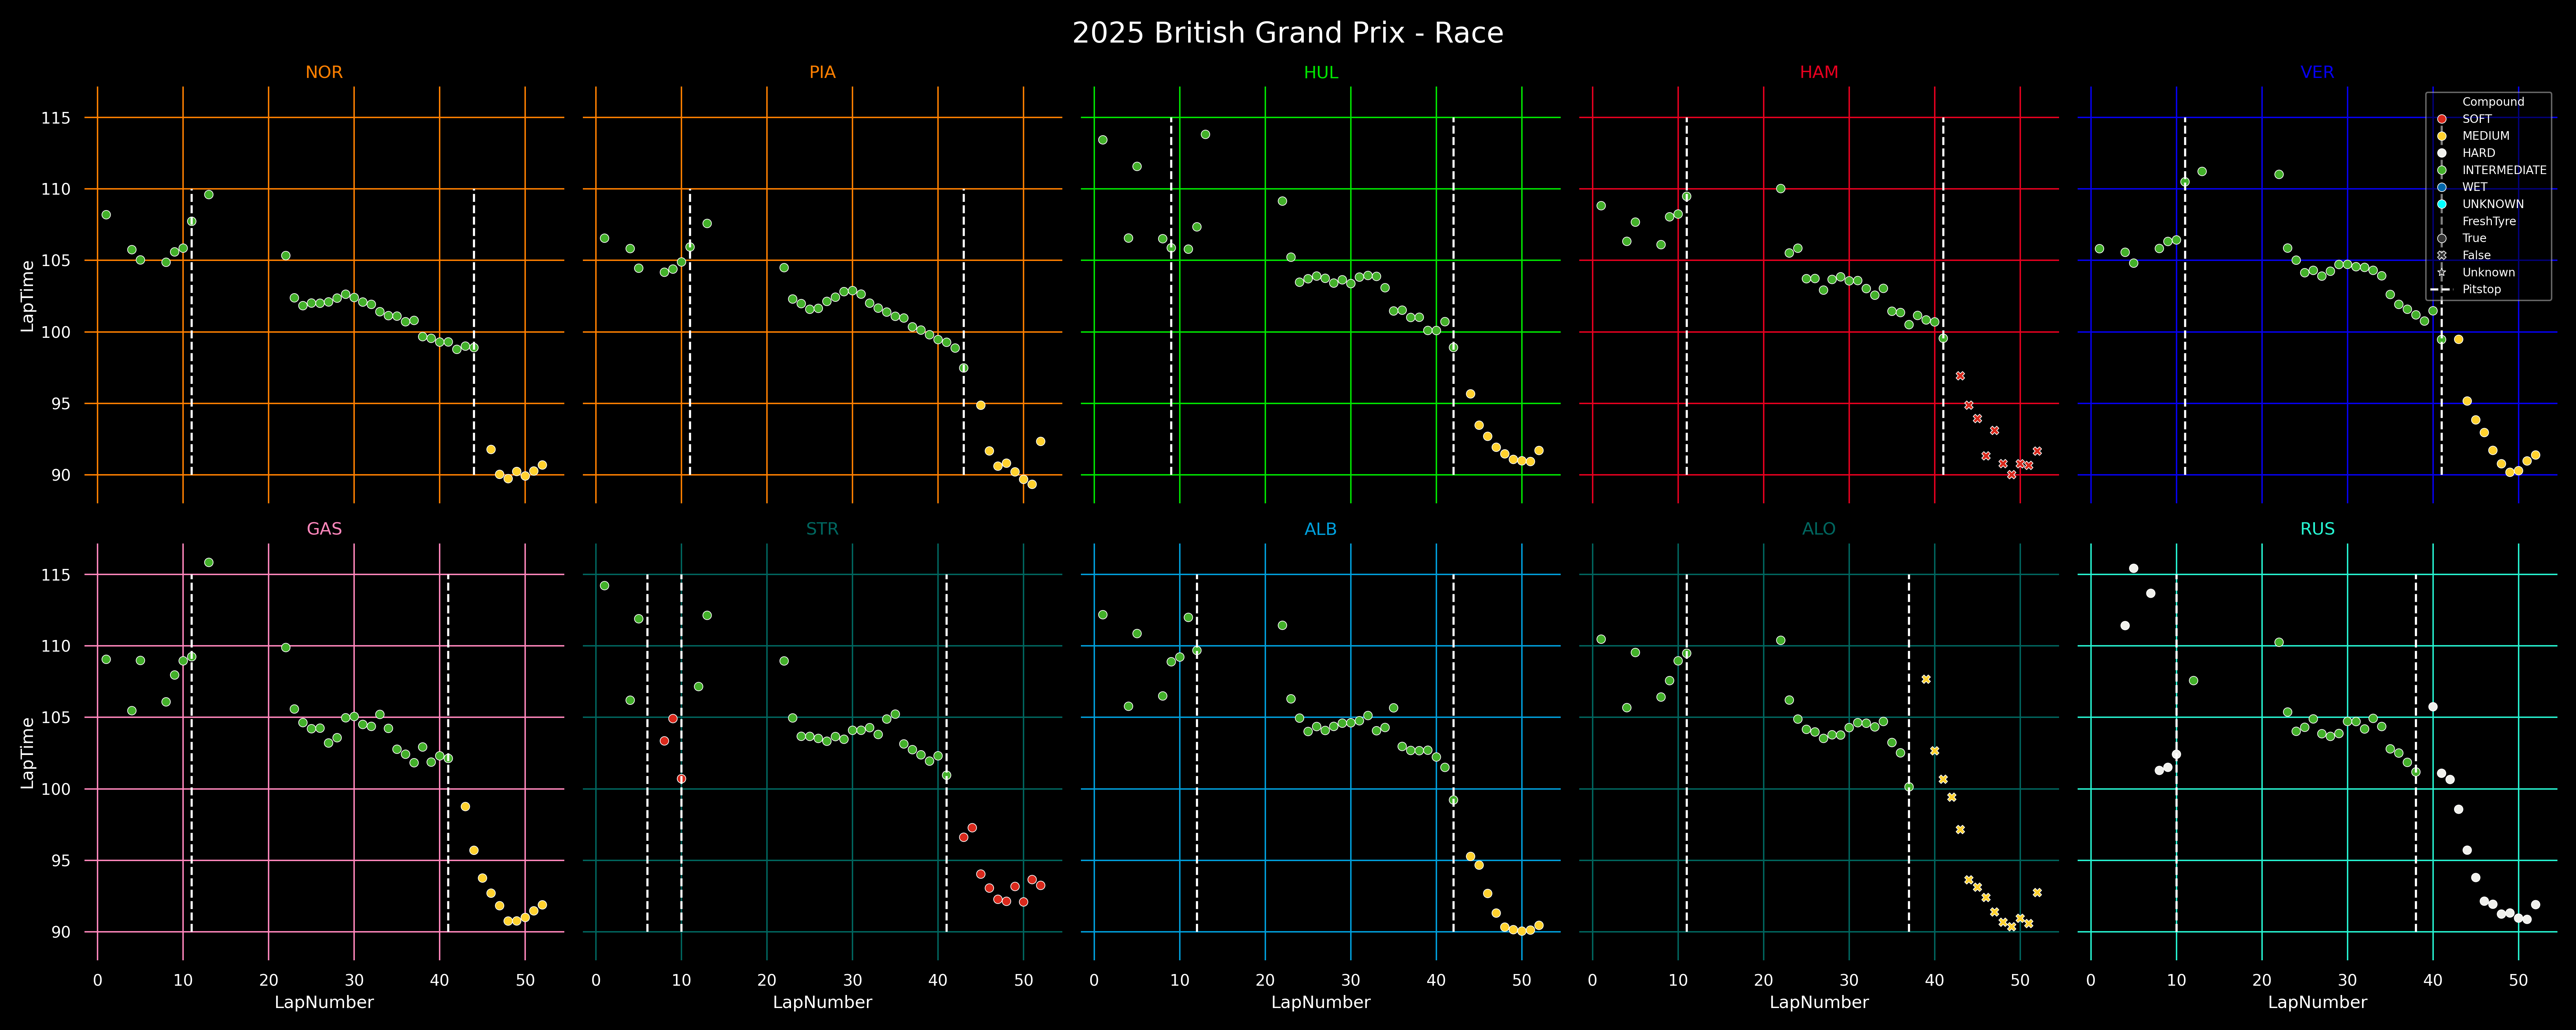 2025 British Grand Prix - Race
NOR PIA HUL HAM VER
115
110
105
100
95
90
LapTime
Compound
SOFT
MEDIUM
HARD
INTERMEDIATE
WET
UNKNOWN
FreshTyre
True
False
Unknown
Pitstop
GAS STR ALB ALO RUS
115
110
105
100
95
90
LapTime
0 10 20 30 40 50 0 10 20 30 40 50 0 10 20 30 40 50 0 10 20 30 40 50 0 10 20 30 40 50
LapNumber LapNumber LapNumber LapNumber LapNumber